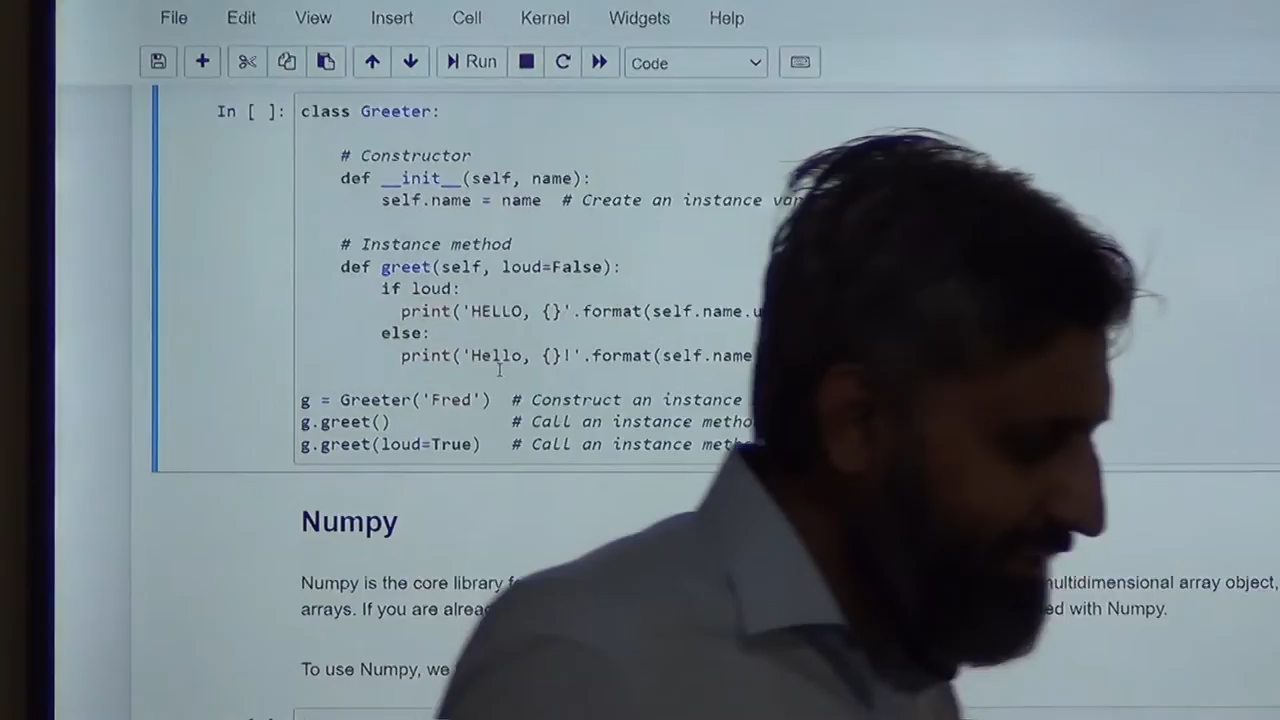 File Edit View Insert Cell Kernel Widgets Help
Run Code
In [ ]: class Greeter:
# Constructor
def __init__(self, name):
self.name = name # Create an instance
# Instance method
def greet(self, loud=False):
if loud:
print('HELLO, {}'.format(self.name.u
else:
print('Hello, {}!'.format(self.name
g = Greeter('Fred') # Construct an instance
g.greet() # Call an instance
g.greet(loud=True) # Call an instance
Numpy
Numpy is the core library multidimensional array object,
arrays. If you are with Numpy.
To use Numpy, we